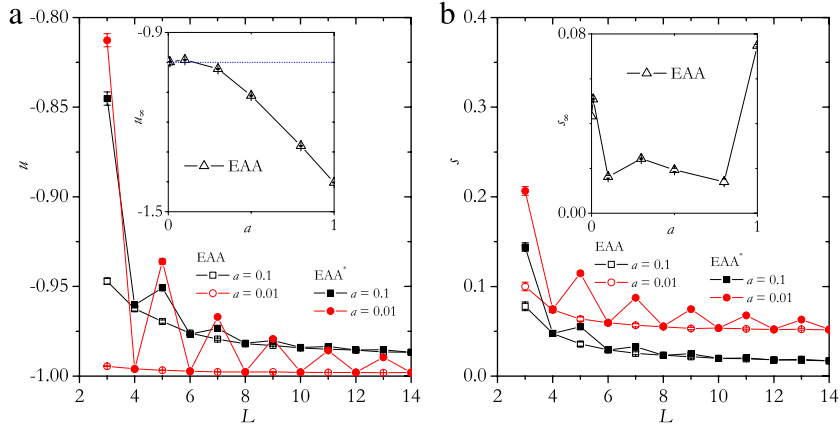 a
-0.80
-0.85
-0.90
-0.95
-1.00
u
2 4 6 8 10 12 14
L
-0.9
-1.5
u∞
0 a 1
EAA
EAA EAA*
a = 0.1 a = 0.1
a = 0.01 a = 0.01
b
0.4
0.3
0.2
0.1
0.0
s
2 4 6 8 10 12 14
L
0.08
0.00
s∞
0 a 1
EAA
EAA EAA*
a = 0.1 a = 0.1
a = 0.01 a = 0.01